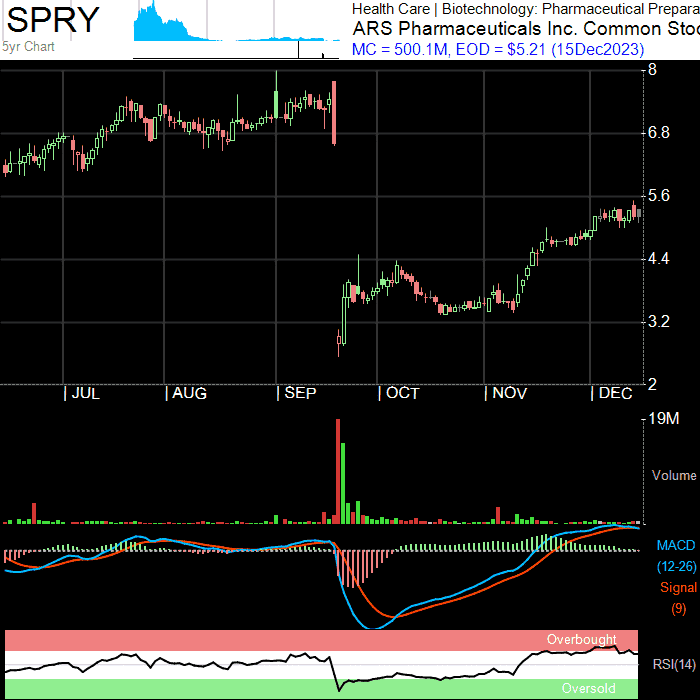 SPRY
5yr Chart
Health Care | Biotechnology: Pharmaceutical Prepara
ARS Pharmaceuticals Inc. Common Stoc
MC = 500.1M, EOD = $5.21 (15Dec2023)
8
6.8
5.6
4.4
3.2
2
| JUL | AUG | SEP | OCT | NOV | DEC
19M
Volume
MACD
(12-26)
Signal
(9)
Overbought
RSI(14)
Oversold